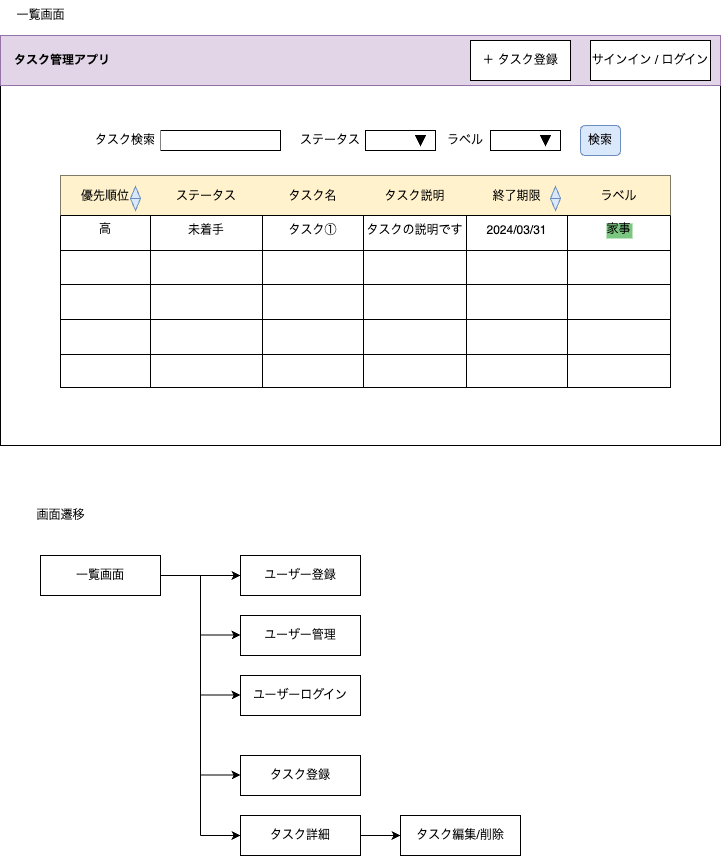 一覧画面
タスク管理アプリ
＋ タスク登録
サインイン / ログイン
タスク検索
ステータス
ラベル
検索
優先順位 ステータス タスク名 タスク説明 終了期限 ラベル
高 未着手 タスク① タスクの説明です 2024/03/31 家事
画面遷移
一覧画面
ユーザー登録
ユーザー管理
ユーザーログイン
タスク登録
タスク詳細
タスク編集/削除